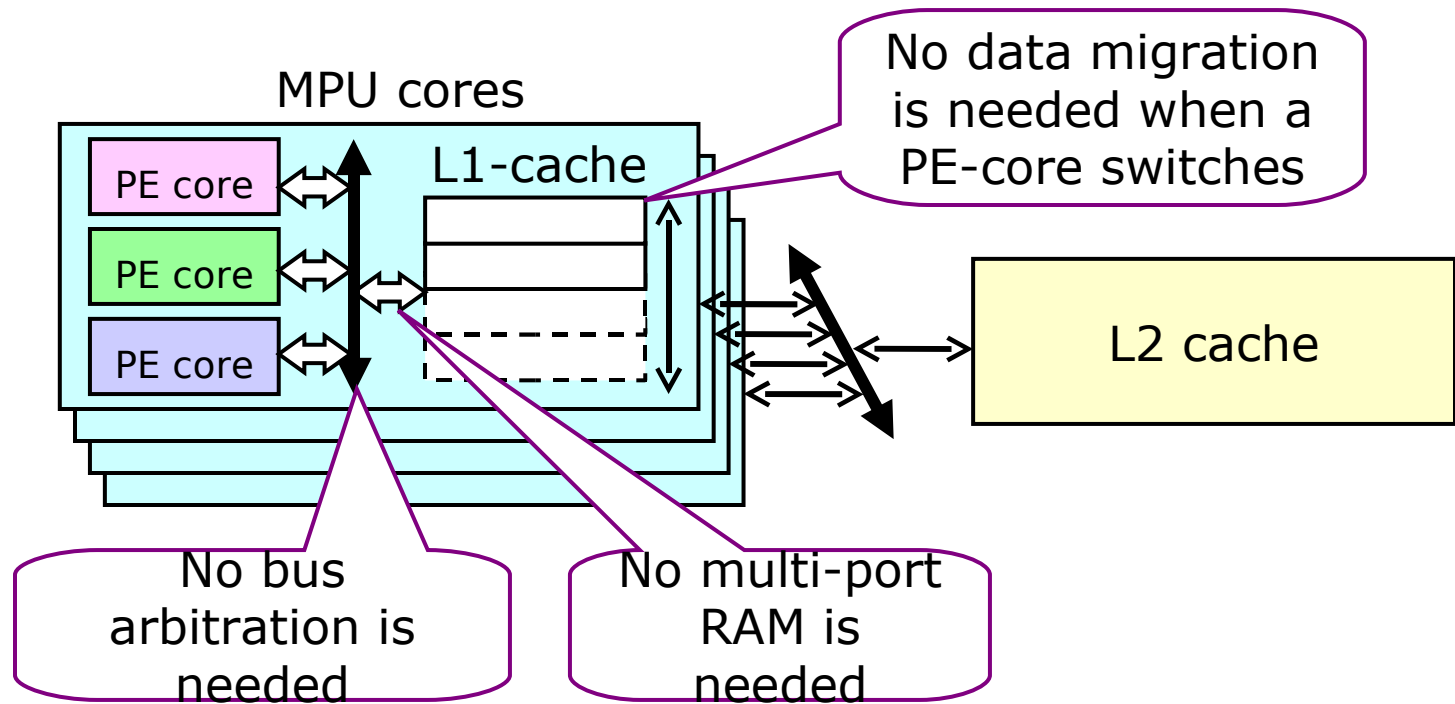 No data migration
is needed when a
PE-core switches
MPU cores
L1-cache
PE core
PE core
PE core
L2 cache
No bus
arbitration is
needed
No multi-port
RAM is
needed